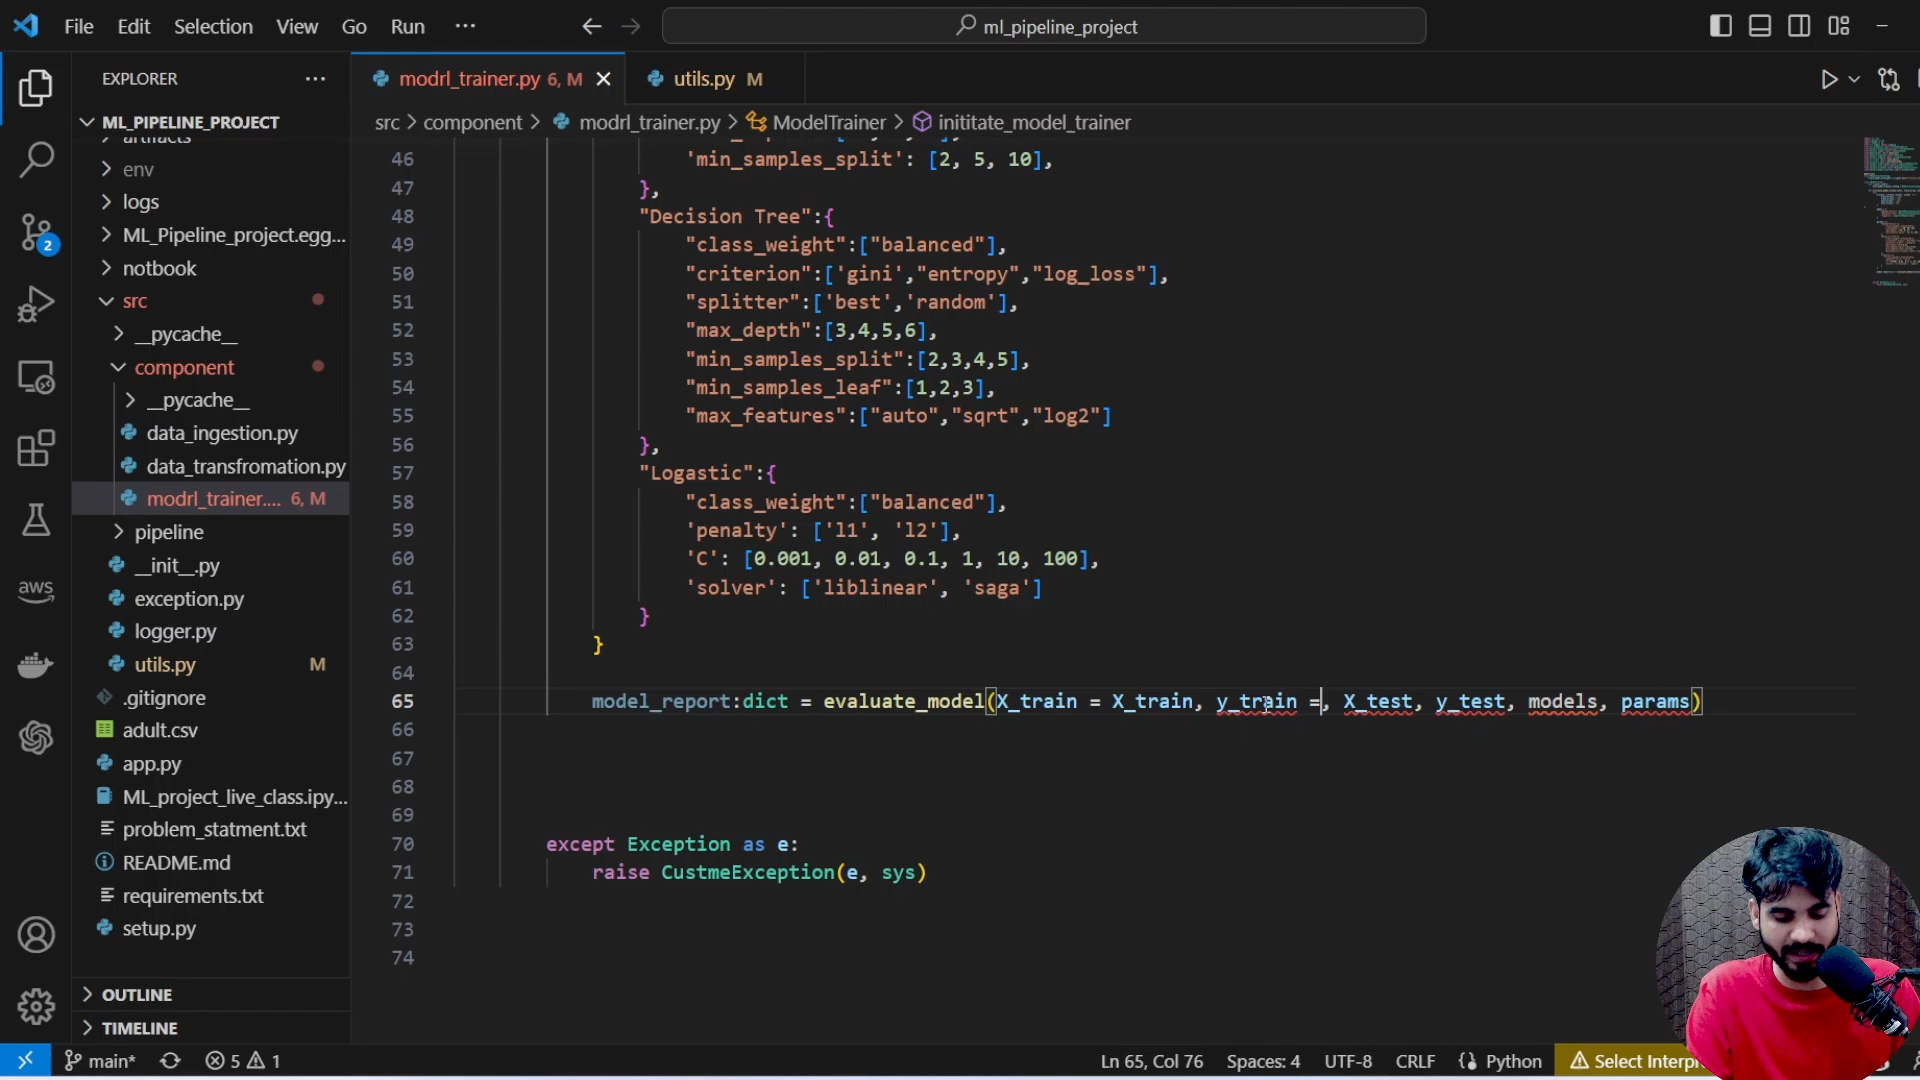 File Edit Selection View Go Run ··· ml_pipeline_project
EXPLORER ···
modrl_trainer.py 6, M
utils.py M
src > component > modrl_trainer.py > ModelTrainer > inititate_model_trainer
ML_PIPELINE_PROJECT
artifacts
env
logs
ML_Pipeline_project.egg...
notbook
src
__pycache__
component
__pycache__
data_ingestion.py
data_transfromation.py
modrl_trainer.... 6, M
pipeline
__init__.py
exception.py
logger.py
utils.py M
.gitignore
adult.csv
app.py
ML_project_live_class.ipy...
problem_statment.txt
README.md
requirements.txt
setup.py
OUTLINE
TIMELINE
2
aws
46 'min_samples_split': [2, 5, 10],
47 },
48 "Decision Tree":{
49 "class_weight":["balanced"],
50 "criterion":['gini',"entropy","log_loss"],
51 "splitter":['best','random'],
52 "max_depth":[3,4,5,6],
53 "min_samples_split":[2,3,4,5],
54 "min_samples_leaf":[1,2,3],
55 "max_features":["auto","sqrt","log2"]
56 },
57 "Logastic":{
58 "class_weight":["balanced"],
59 'penalty': ['l1', 'l2'],
60 'C': [0.001, 0.01, 0.1, 1, 10, 100],
61 'solver': ['liblinear', 'saga']
62 }
63 }
64
65 model_report:dict = evaluate_model(X_train = X_train, y_train =, X_test, y_test, models, params)
66
67
68
69
70 except Exception as e:
71 raise CustmeException(e, sys)
72
73
74
main* 5 1 Ln 65, Col 76 Spaces: 4 UTF-8 CRLF Python Select